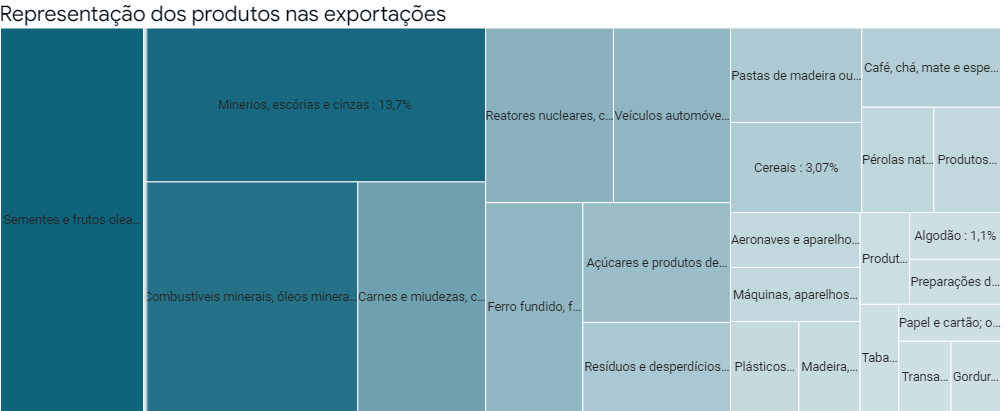 Representação dos produtos nas exportações
Sementes e frutos olea...
Minerios, escórias e cinzas : 13,7%
Combustíveis minerais, óleos minera...
Carnes e miudezas, c...
Reatores nucleares, c...
Veículos automóve...
Ferro fundido, f...
Açúcares e produtos de...
Resíduos e desperdícios...
Pastas de madeira ou...
Cereais : 3,07%
Café, chá, mate e espe...
Pérolas nat...
Produtos...
Aeronaves e aparelho...
Máquinas, aparelhos...
Plásticos...
Madeira,...
Produt...
Algodão : 1,1%
Preparações d...
Taba...
Papel e cartão; o...
Transa...
Gordur...